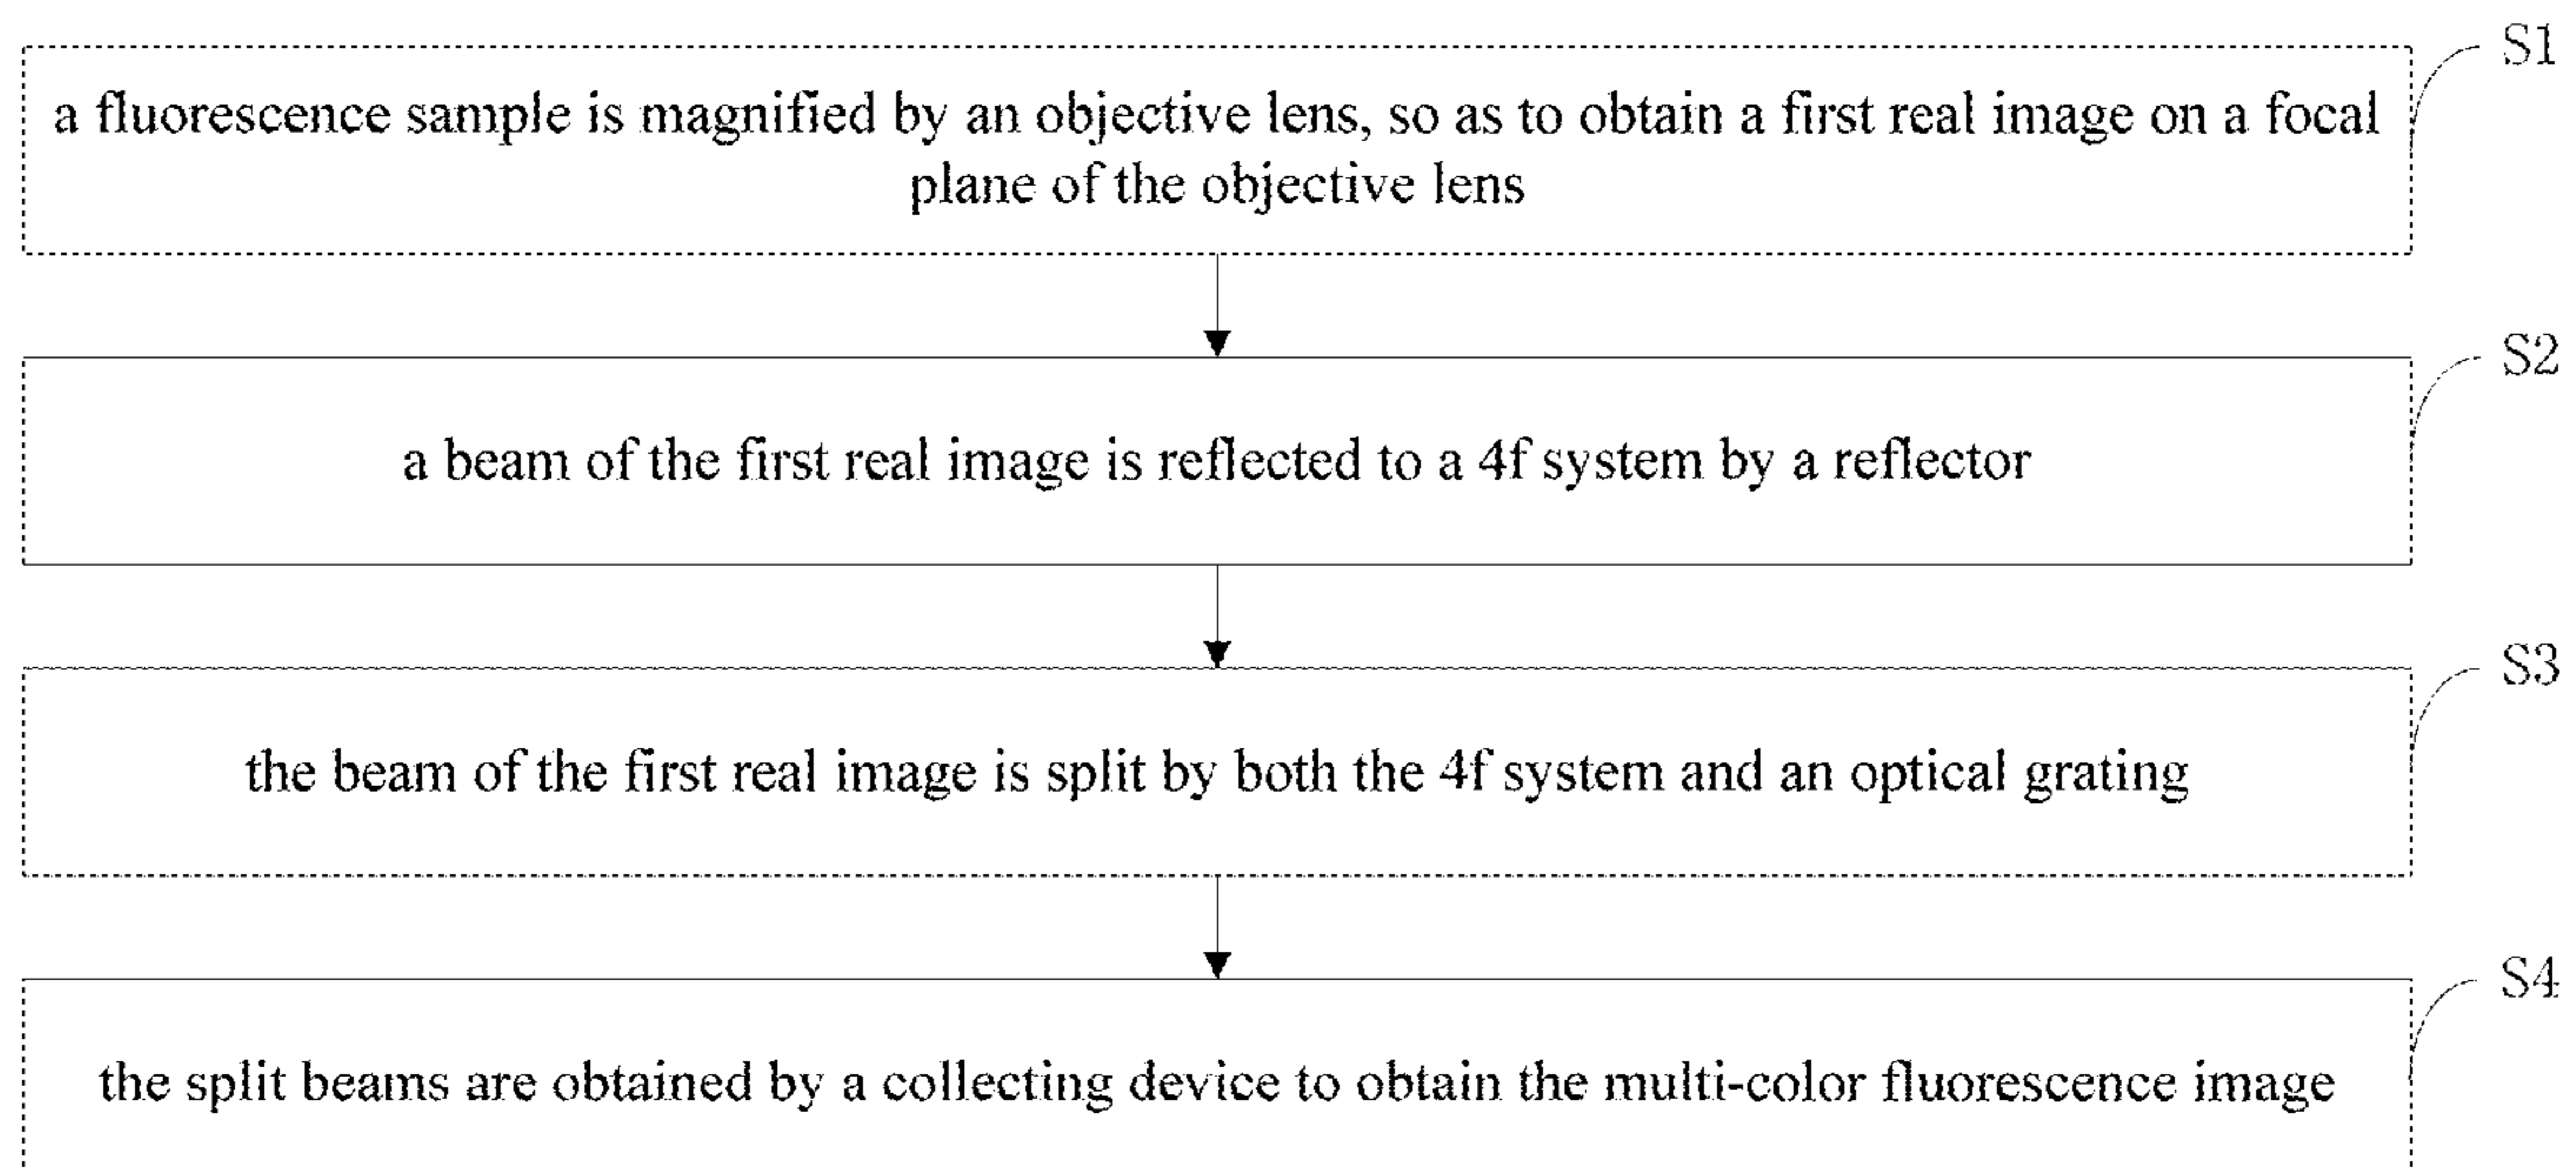 S1
a fluorescence sample is magnified by an objective lens, so as to obtain a first real image on a focal
plane of the objective lens
S2
a beam of the first real image is reflected to a 4f system by a reflector
S3
the beam of the first real image is split by both the 4f system and an optical grating
S4
the split beams are obtained by a collecting device to obtain the multi-color fluorescence image